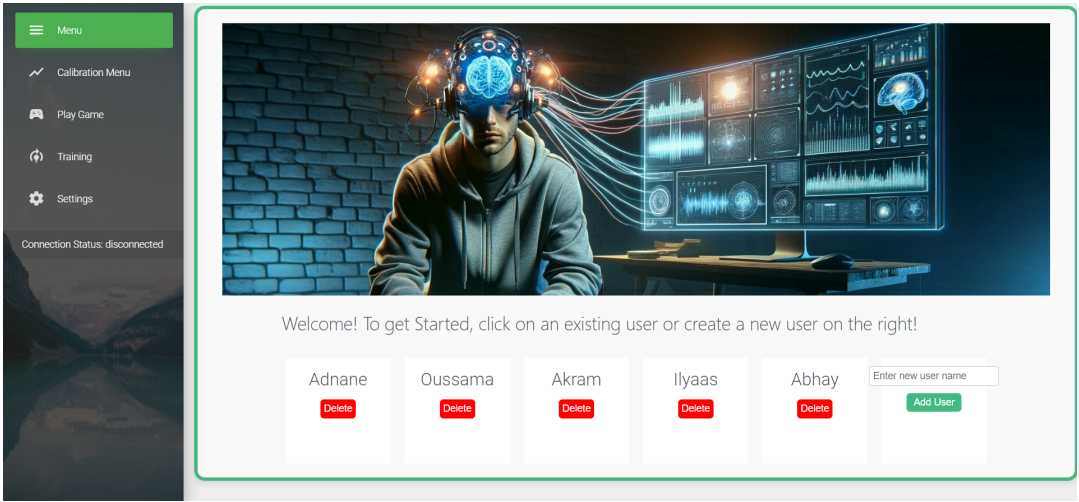 Menu
Calibration Menu
Play Game
Training
Settings
Connection Status: disconnected
Welcome! To get Started, click on an existing user or create a new user on the right!
Adnane
Delete
Oussama
Delete
Akram
Delete
Ilyaas
Delete
Abhay
Delete
Enter new user name
Add User